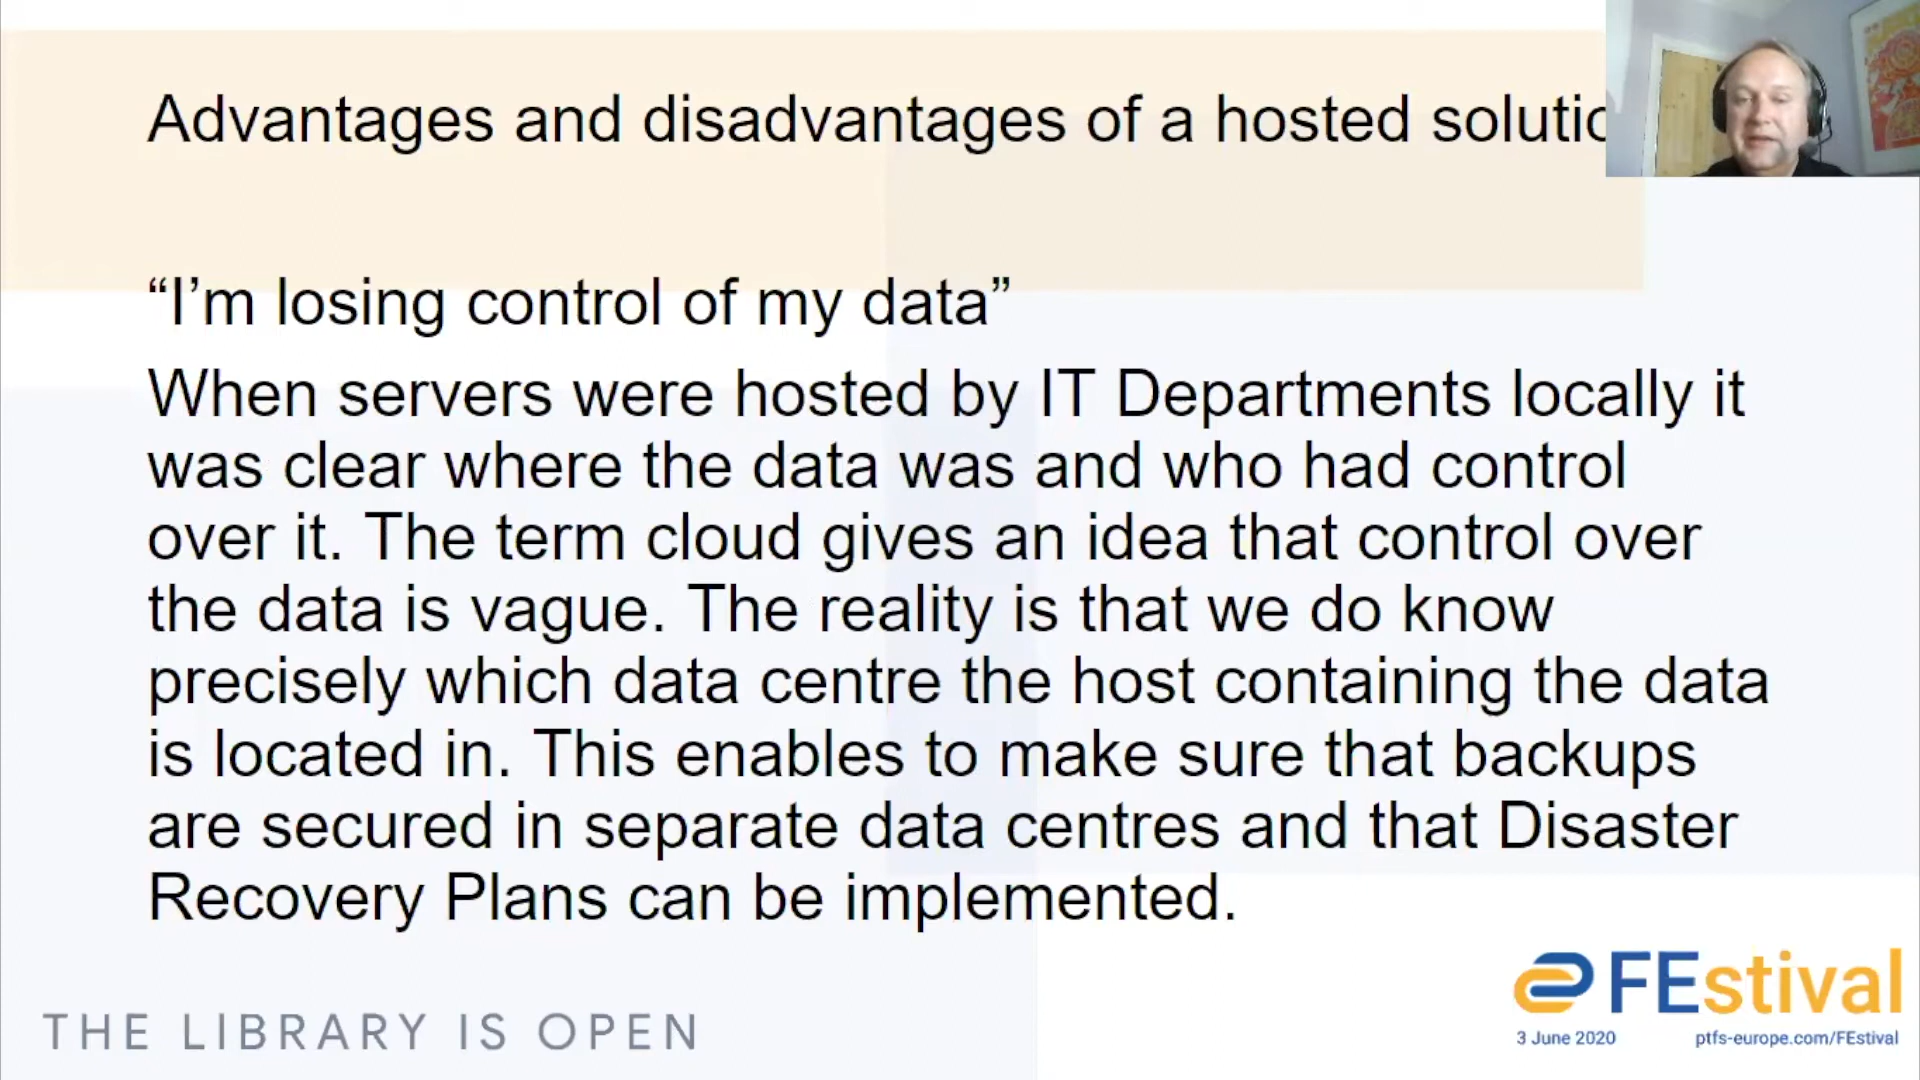 Advantages and disadvantages of a hosted
“I’m losing control of my data”
When servers were hosted by IT Departments locally it
was clear where the data was and who had control
over it. The term cloud gives an idea that control over
the data is vague. The reality is that we do know
precisely which data centre the host containing the data
is located in. This enables to make sure that backups
are secured in separate data centres and that Disaster
Recovery Plans can be implemented.
THE LIBRARY IS OPEN
FEstival
3 June 2020 ptfs-europe.com/FEstival